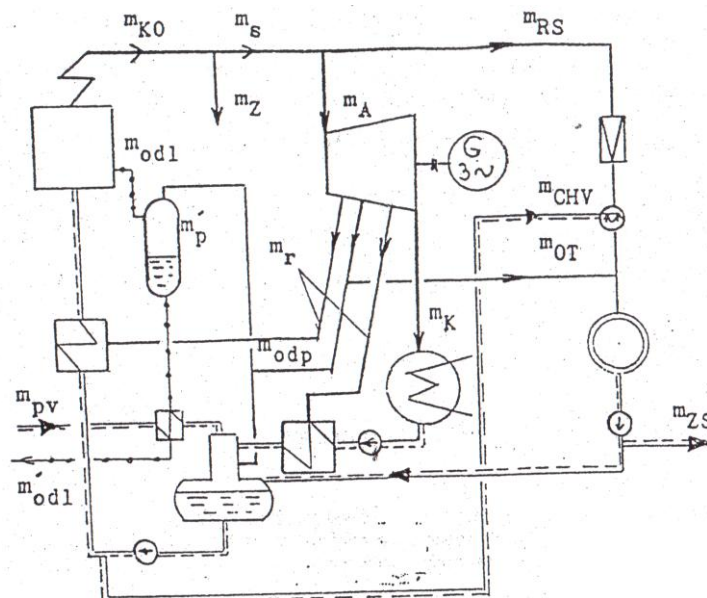 m_KO
m_s
m_RS
m_Z
m_A
G
3~
m_odl
m_CHV
m'_p
m_r
m_OT
m_K
m_odp
m_pv
m_ZS
m'_odl